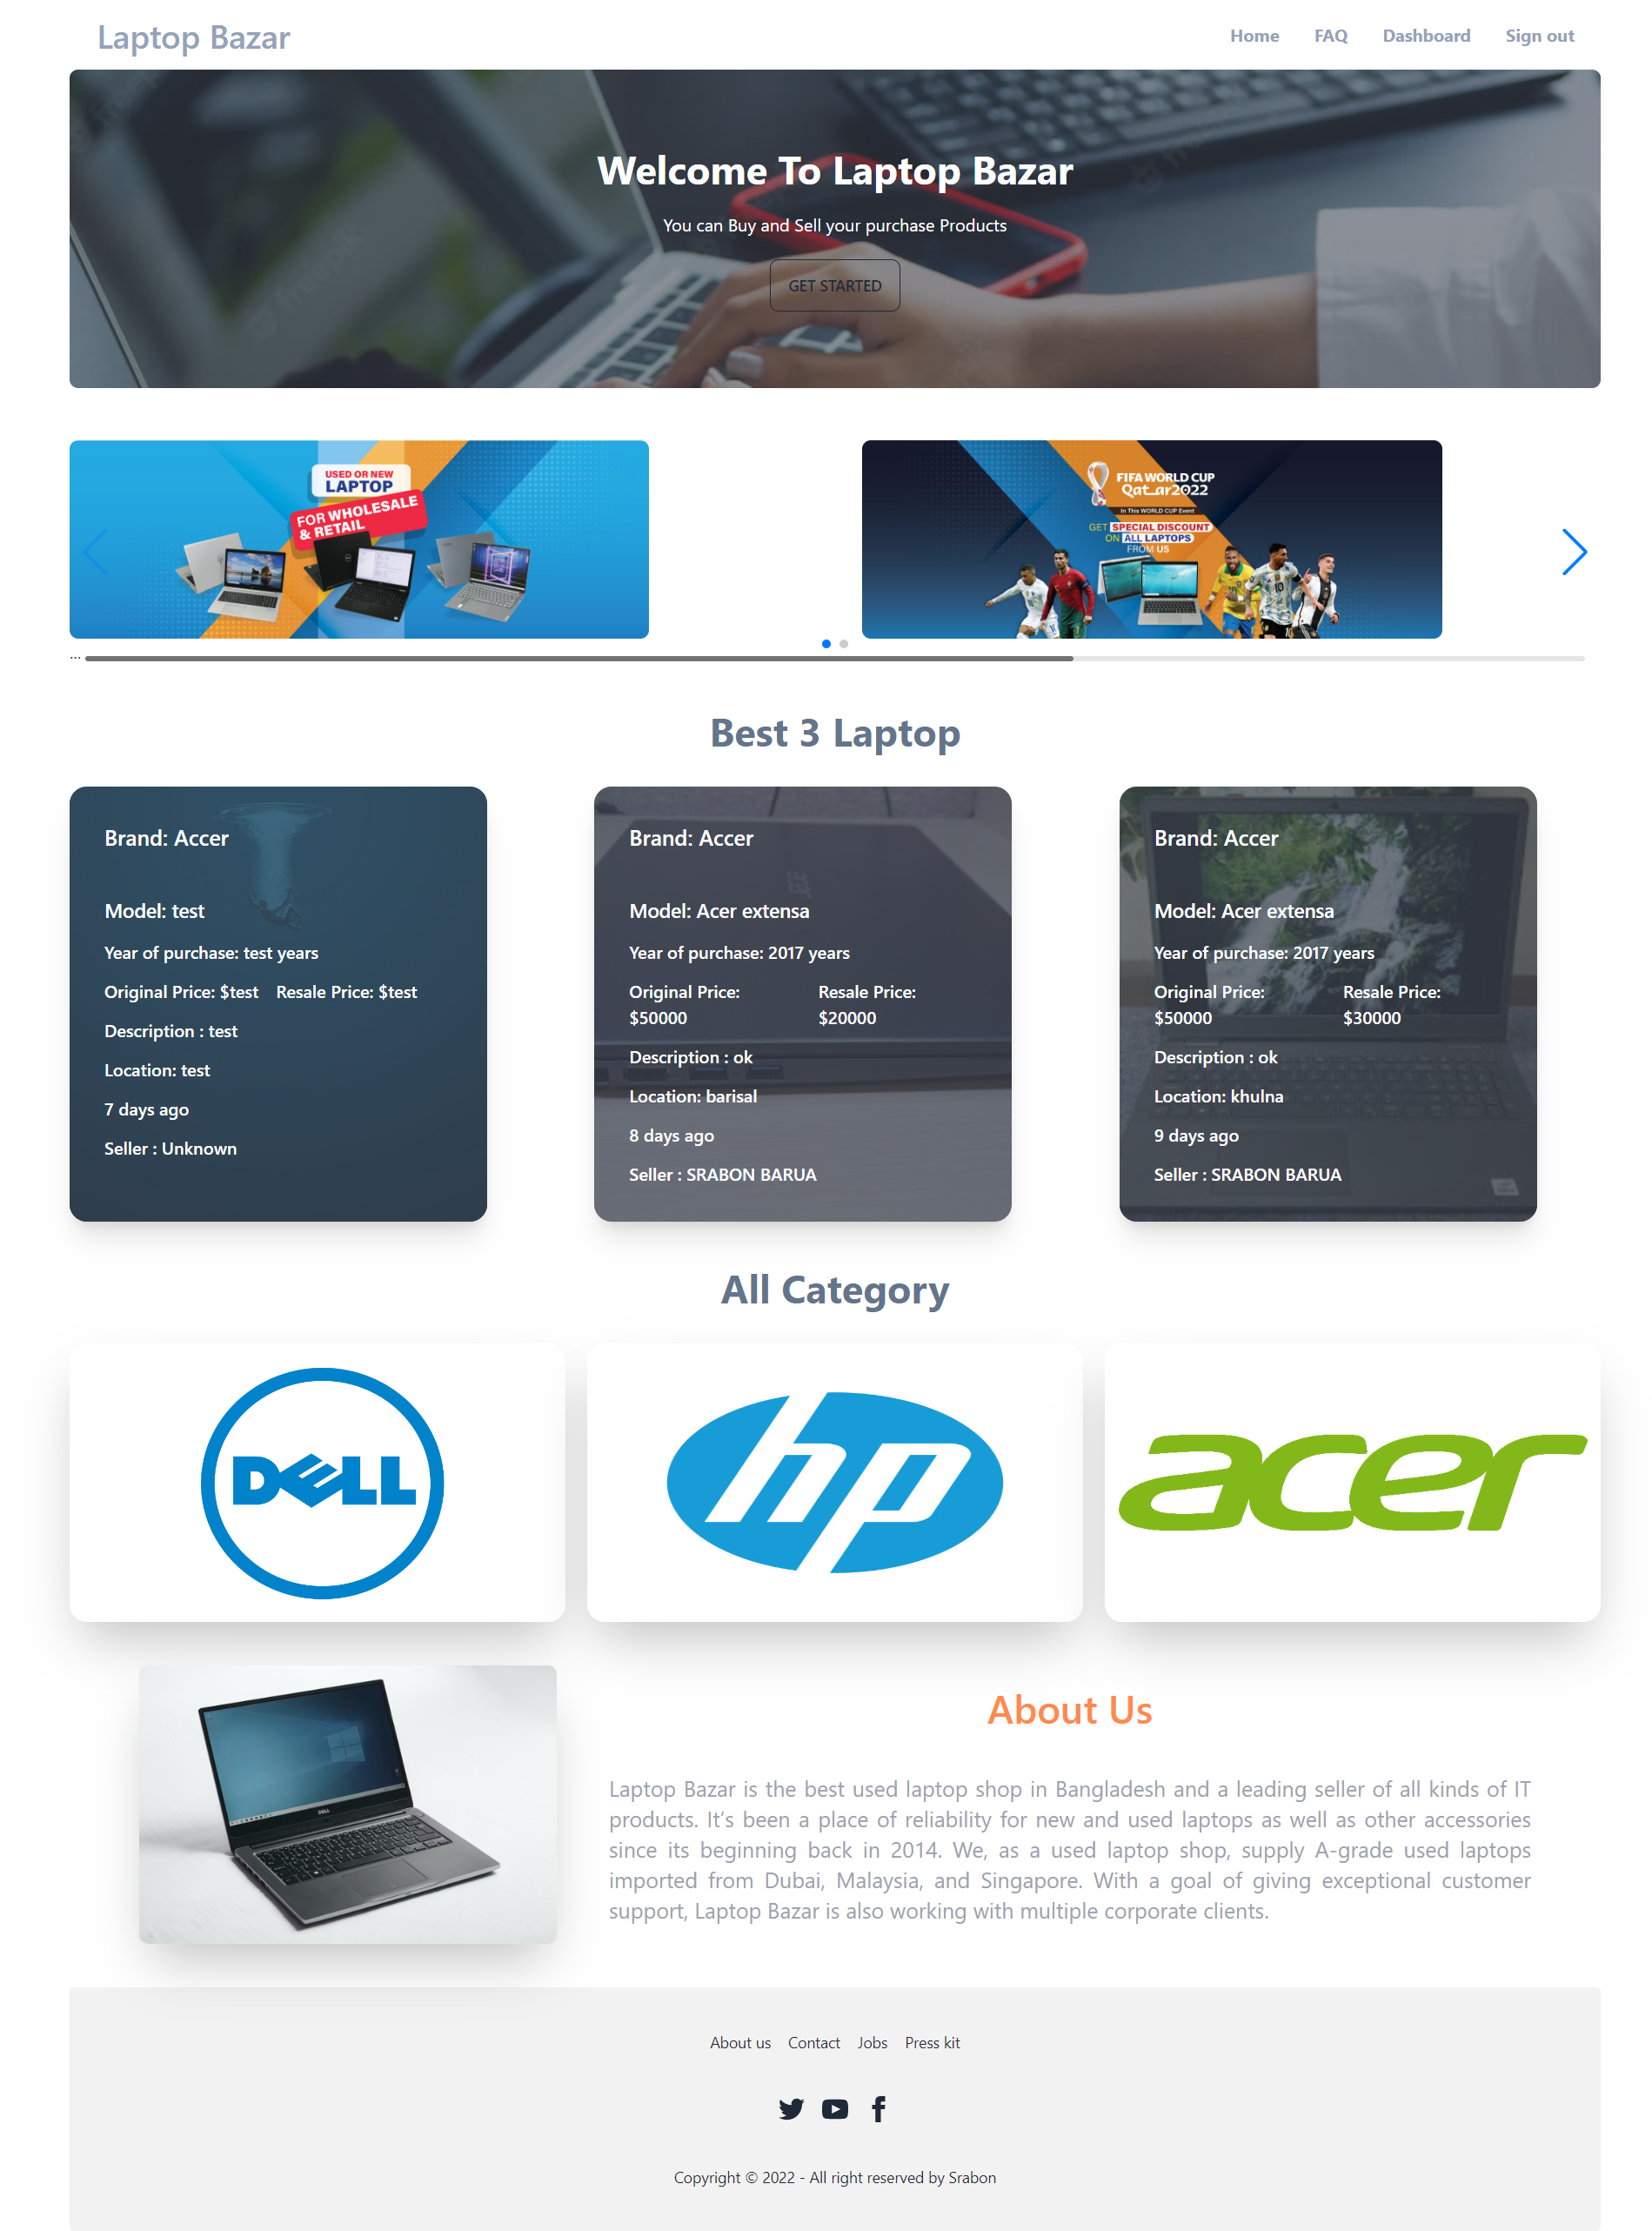 Laptop Bazar
Home FAQ Dashboard Sign out
freepik
Welcome To Laptop Bazar
You can Buy and Sell your purchase Products
GET STARTED
freepik
USED OR NEW
LAPTOP
FOR WHOLESALE
& RETAIL
FIFA WORLD CUP
Qatar2022
In This WORLD CUP Event
GET SPECIAL DISCOUNT
ON ALL LAPTOPS
FROM US
...
Best 3 Laptop
Brand: Accer
Model: test
Year of purchase: test years
Original Price: $test Resale Price: $test
Description : test
Location: test
7 days ago
Seller : Unknown
Brand: Accer
Model: Acer extensa
Year of purchase: 2017 years
Original Price: Resale Price:
$50000 $20000
Description : ok
Location: barisal
8 days ago
Seller : SRABON BARUA
Brand: Accer
Model: Acer extensa
Year of purchase: 2017 years
Original Price: Resale Price:
$50000 $30000
Description : ok
Location: khulna
9 days ago
Seller : SRABON BARUA
All Category
DELL
hp
acer
DELL
About Us
Laptop Bazar is the best used laptop shop in Bangladesh and a leading seller of all kinds of IT
products. It’s been a place of reliability for new and used laptops as well as other accessories
since its beginning back in 2014. We, as a used laptop shop, supply A-grade used laptops
imported from Dubai, Malaysia, and Singapore. With a goal of giving exceptional customer
support, Laptop Bazar is also working with multiple corporate clients.
About us Contact Jobs Press kit
Copyright © 2022 - All right reserved by Srabon